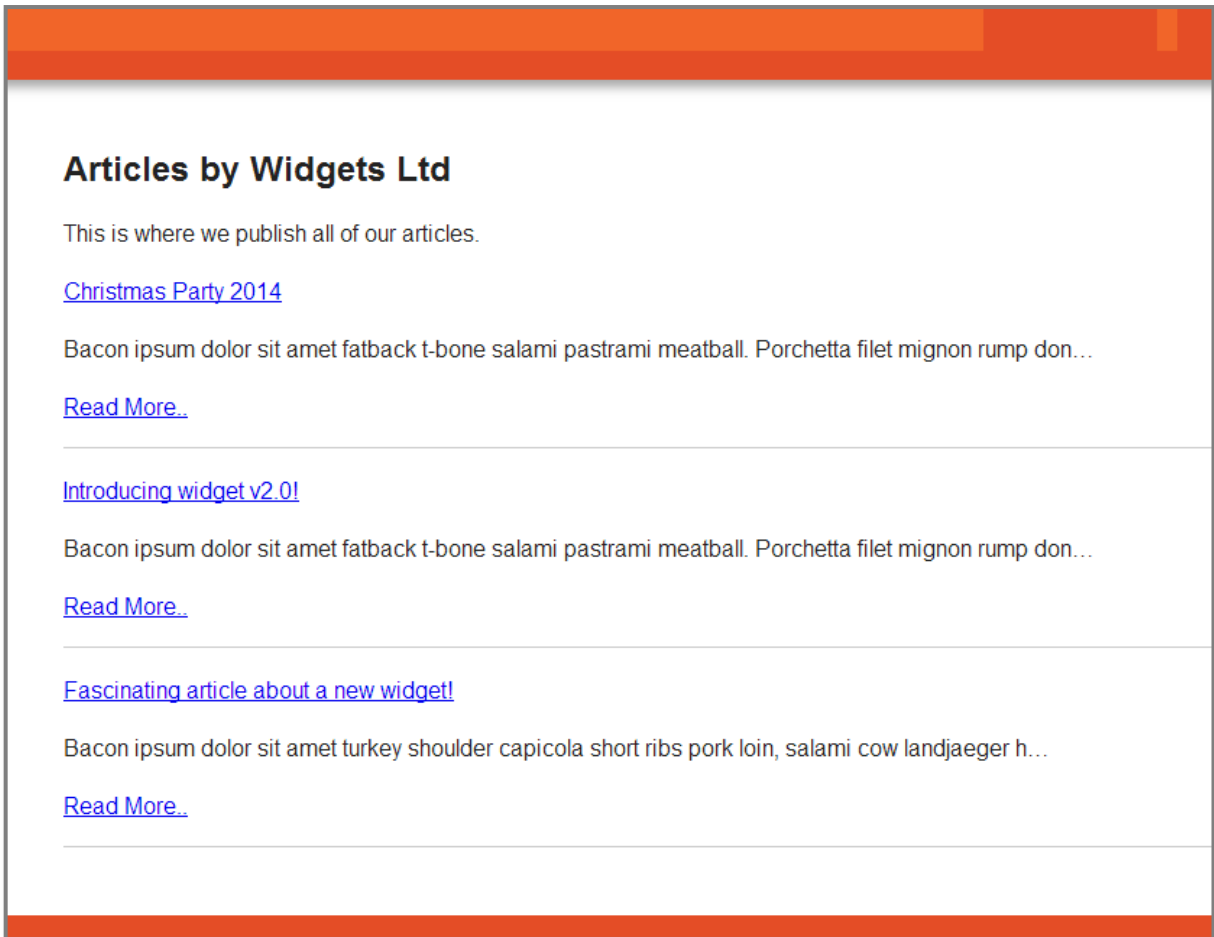 Articles by Widgets Ltd
This is where we publish all of our articles.
Christmas Party 2014
Bacon ipsum dolor sit amet fatback t-bone salami pastrami meatball. Porchetta filet mignon rump don…
Read More..
Introducing widget v2.0!
Bacon ipsum dolor sit amet fatback t-bone salami pastrami meatball. Porchetta filet mignon rump don…
Read More..
Fascinating article about a new widget!
Bacon ipsum dolor sit amet turkey shoulder capicola short ribs pork loin, salami cow landjaeger h…
Read More..